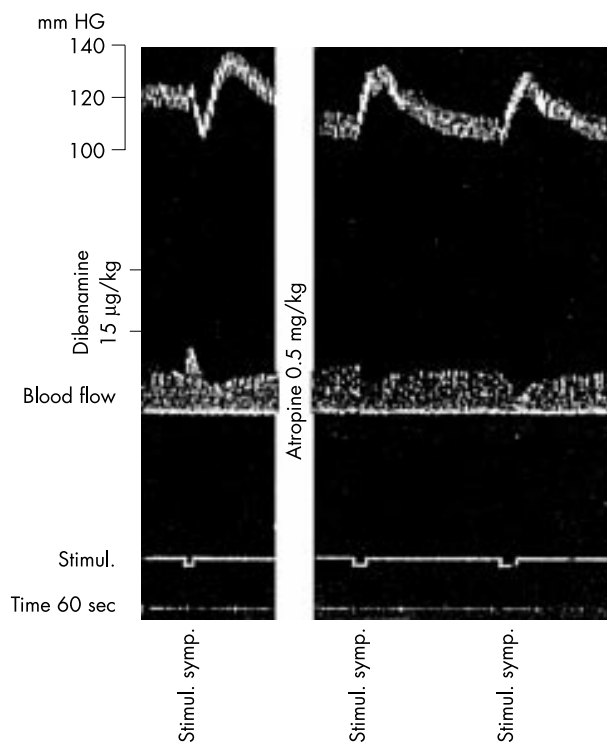 mm HG
140
120
100
Dibenamine
15 µg/kg
Blood flow
Atropine 0.5 mg/kg
Stimul.
Time 60 sec
Stimul. symp.
Stimul. symp.
Stimul. symp.